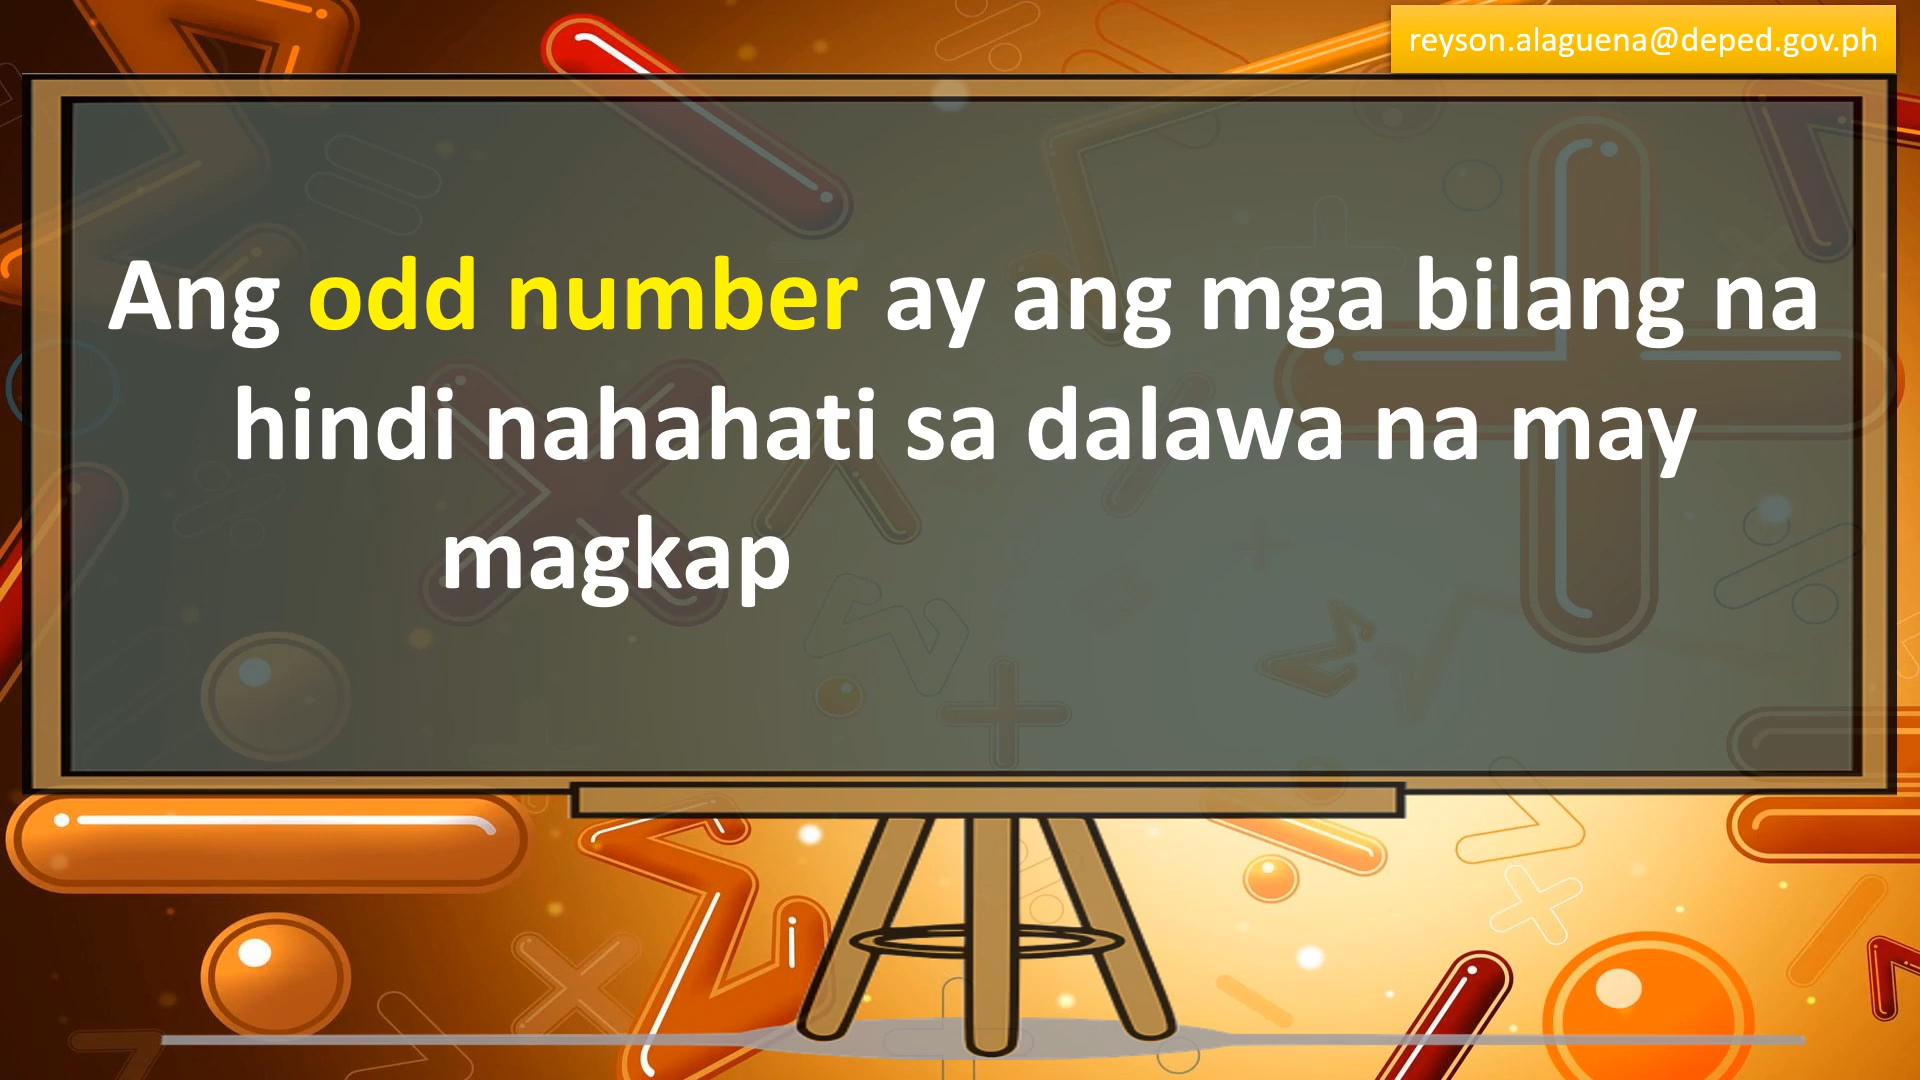 reyson.alaguena@deped.gov.ph
Ang odd number ay ang mga bilang na
hindi nahahati sa dalawa na may
magkap